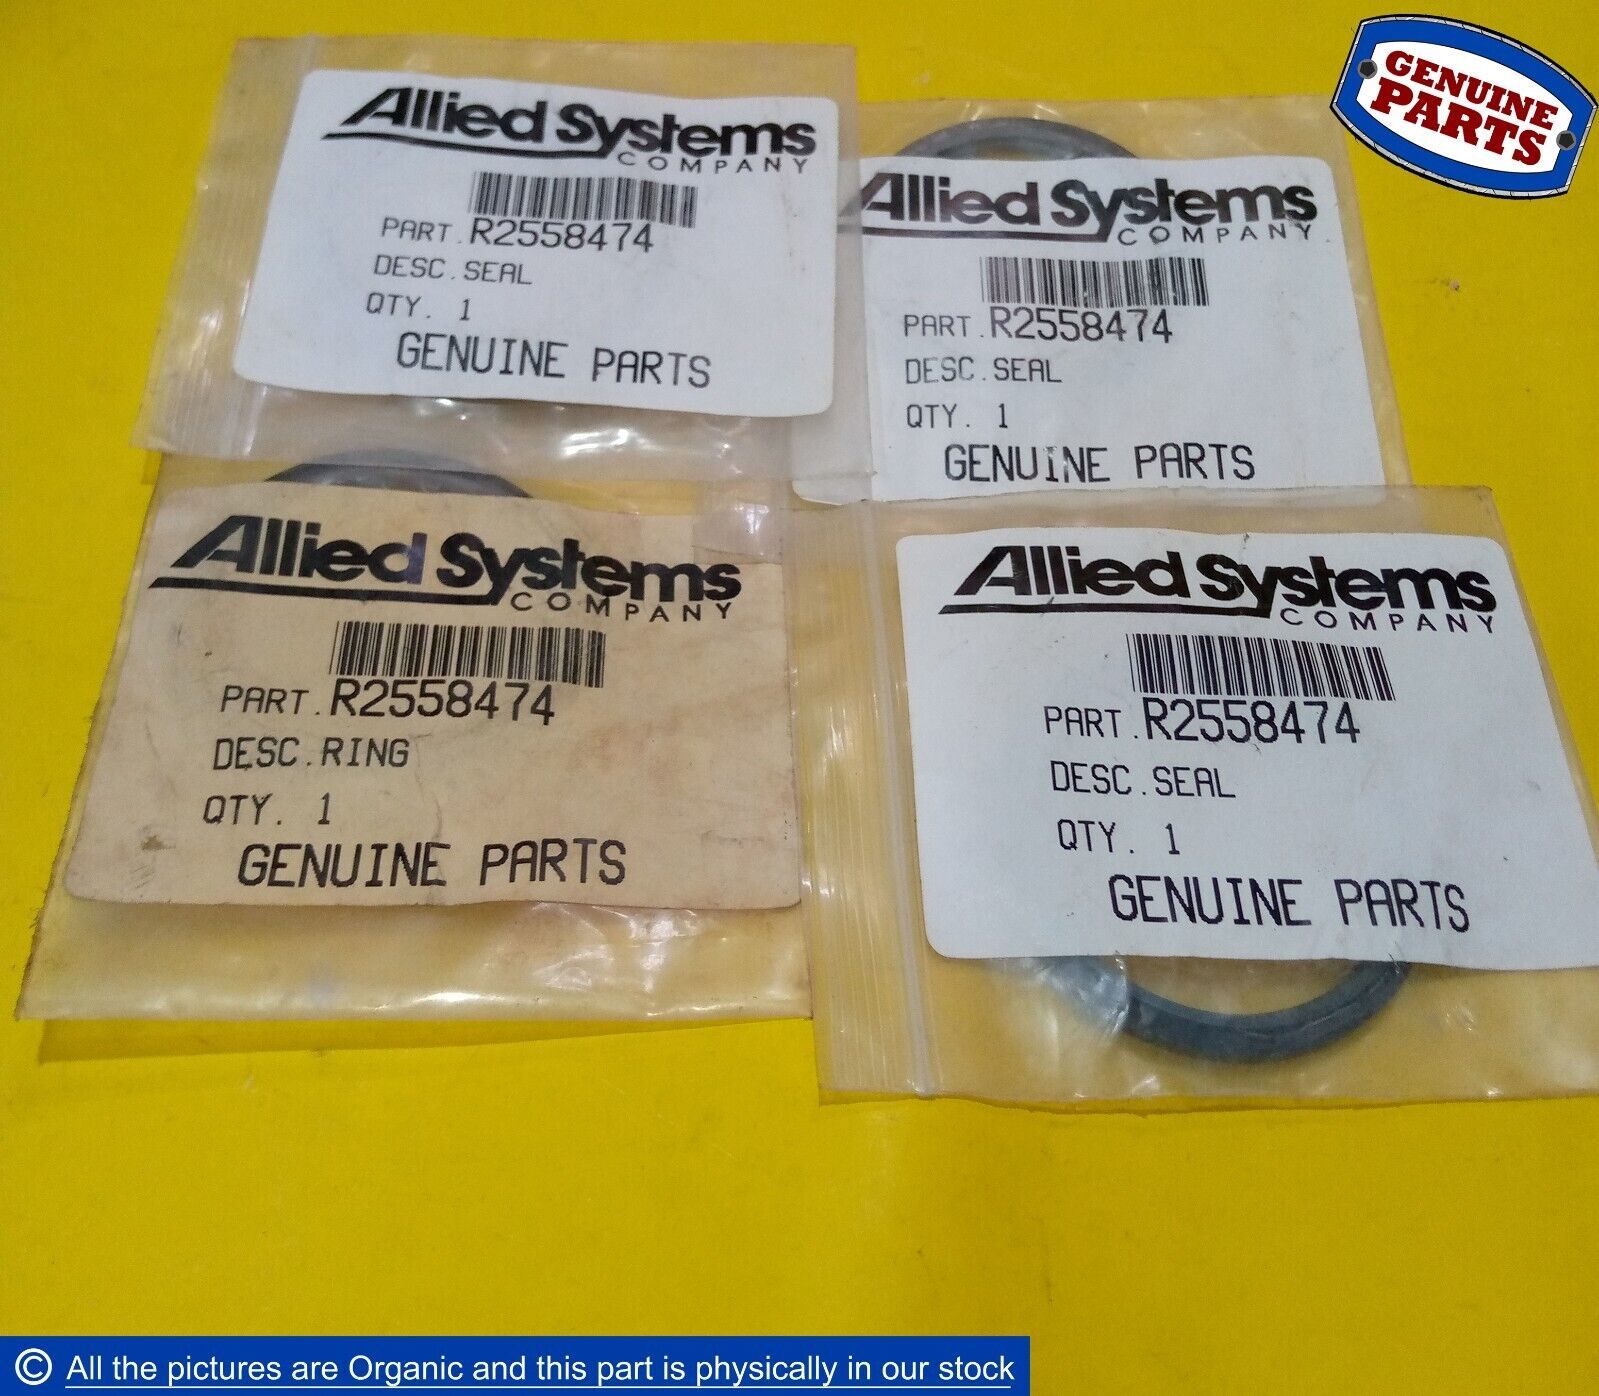 GENUINE
PARTS
Allied Systems
COMPANY
PART.R2558474
DESC.SEAL
QTY. 1
GENUINE PARTS
Allied Systems
COMPANY
PART.R2558474
DESC.SEAL
QTY. 1
GENUINE PARTS
Allied Systems
COMPANY
PART.R2558474
DESC.RING
QTY. 1
GENUINE PARTS
Allied Systems
COMPANY
PART.R2558474
DESC.SEAL
QTY. 1
GENUINE PARTS
© All the pictures are Organic and this part is physically in our stock